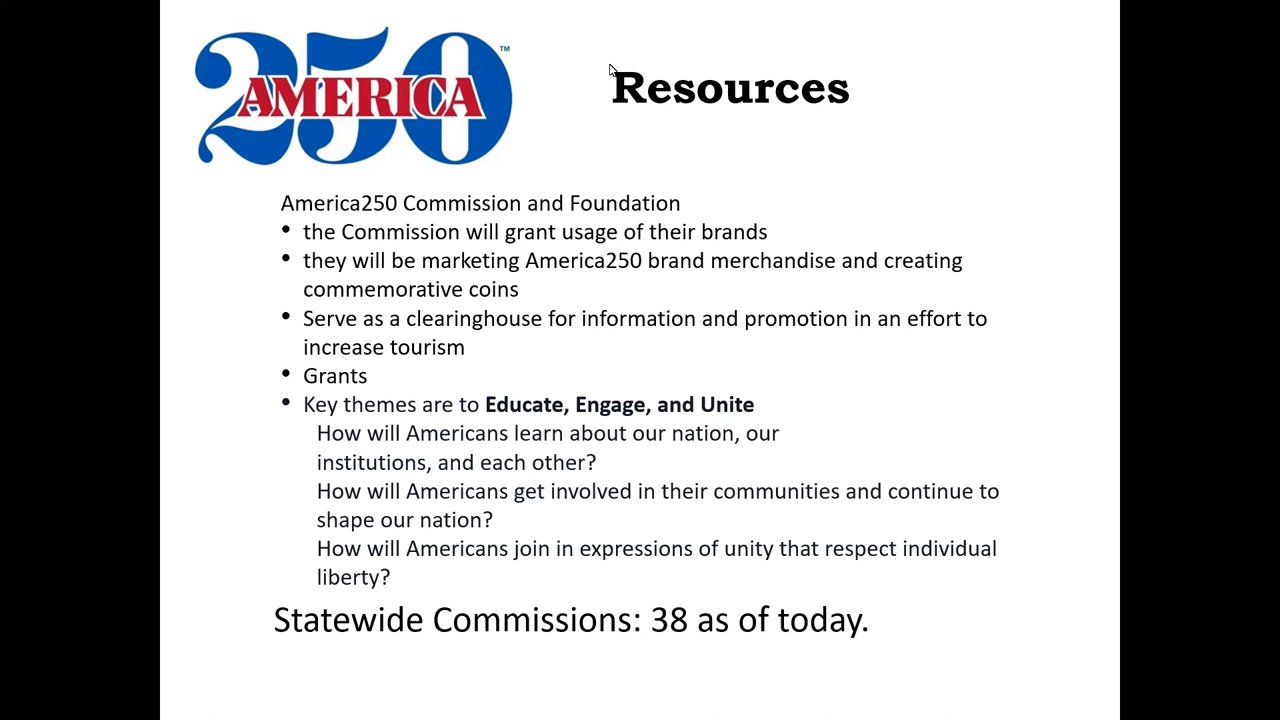 250
AMERICA
™
Resources
America250 Commission and Foundation
• the Commission will grant usage of their brands
• they will be marketing America250 brand merchandise and creating
commemorative coins
• Serve as a clearinghouse for information and promotion in an effort to
increase tourism
• Grants
• Key themes are to Educate, Engage, and Unite
How will Americans learn about our nation, our
institutions, and each other?
How will Americans get involved in their communities and continue to
shape our nation?
How will Americans join in expressions of unity that respect individual
liberty?
Statewide Commissions: 38 as of today.